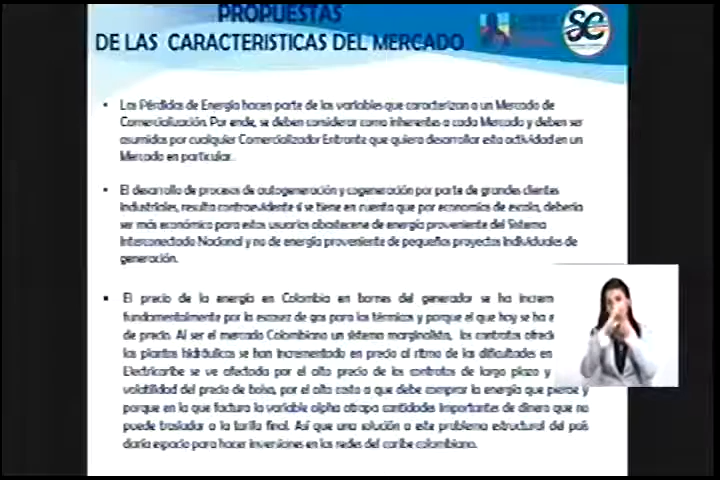 PROPUESTAS
DE LAS CARACTERISTICAS DEL MERCADO
SC
• Las Pérdidas de Energía hacen parte de las variables que caracterizan a un Mercado de
Comercialización. Por ende, se deben considerar como inherentes a cada Mercado y deben ser
asumidas por cualquier Comercializador Entrante que quiera desarrollar esta actividad en un
Mercado en particular.
• El desarrollo de procesos de autogeneración y cogeneración por parte de grandes clientes
industriales, resulta contraevidente si se tiene en cuenta que por economías de escala, debería
ser más económico para estos usuarios abastecerse de energía proveniente del Sistema
Interconectado Nacional y no de energía proveniente de pequeños proyectos individuales de
generación.
▪ El precio de la energía en Colombia en bornes del generador se ha increm
fundamentalmente por la escasez de gas para las térmicas y porque el que hoy se ha e
de precio. Al ser el mercado Colombiano un sistema marginalista, los contratos ofreci
las plantas hidráulicas se han incrementado en precio al ritmo de las dificultades en
Electricaribe se ve afectada por el alto precio de los contratos de largo plazo y
volatilidad del precio de bolsa, por el alto costo a que debe comprar la energía que pierde y
porque en la que factura la variable alpha atrapa cantidades importantes de dinero que no
puede trasladar a la tarifa final. Así que una solución a este problema estructural del país
daría espacio para hacer inversiones en las redes del caribe colombiano.